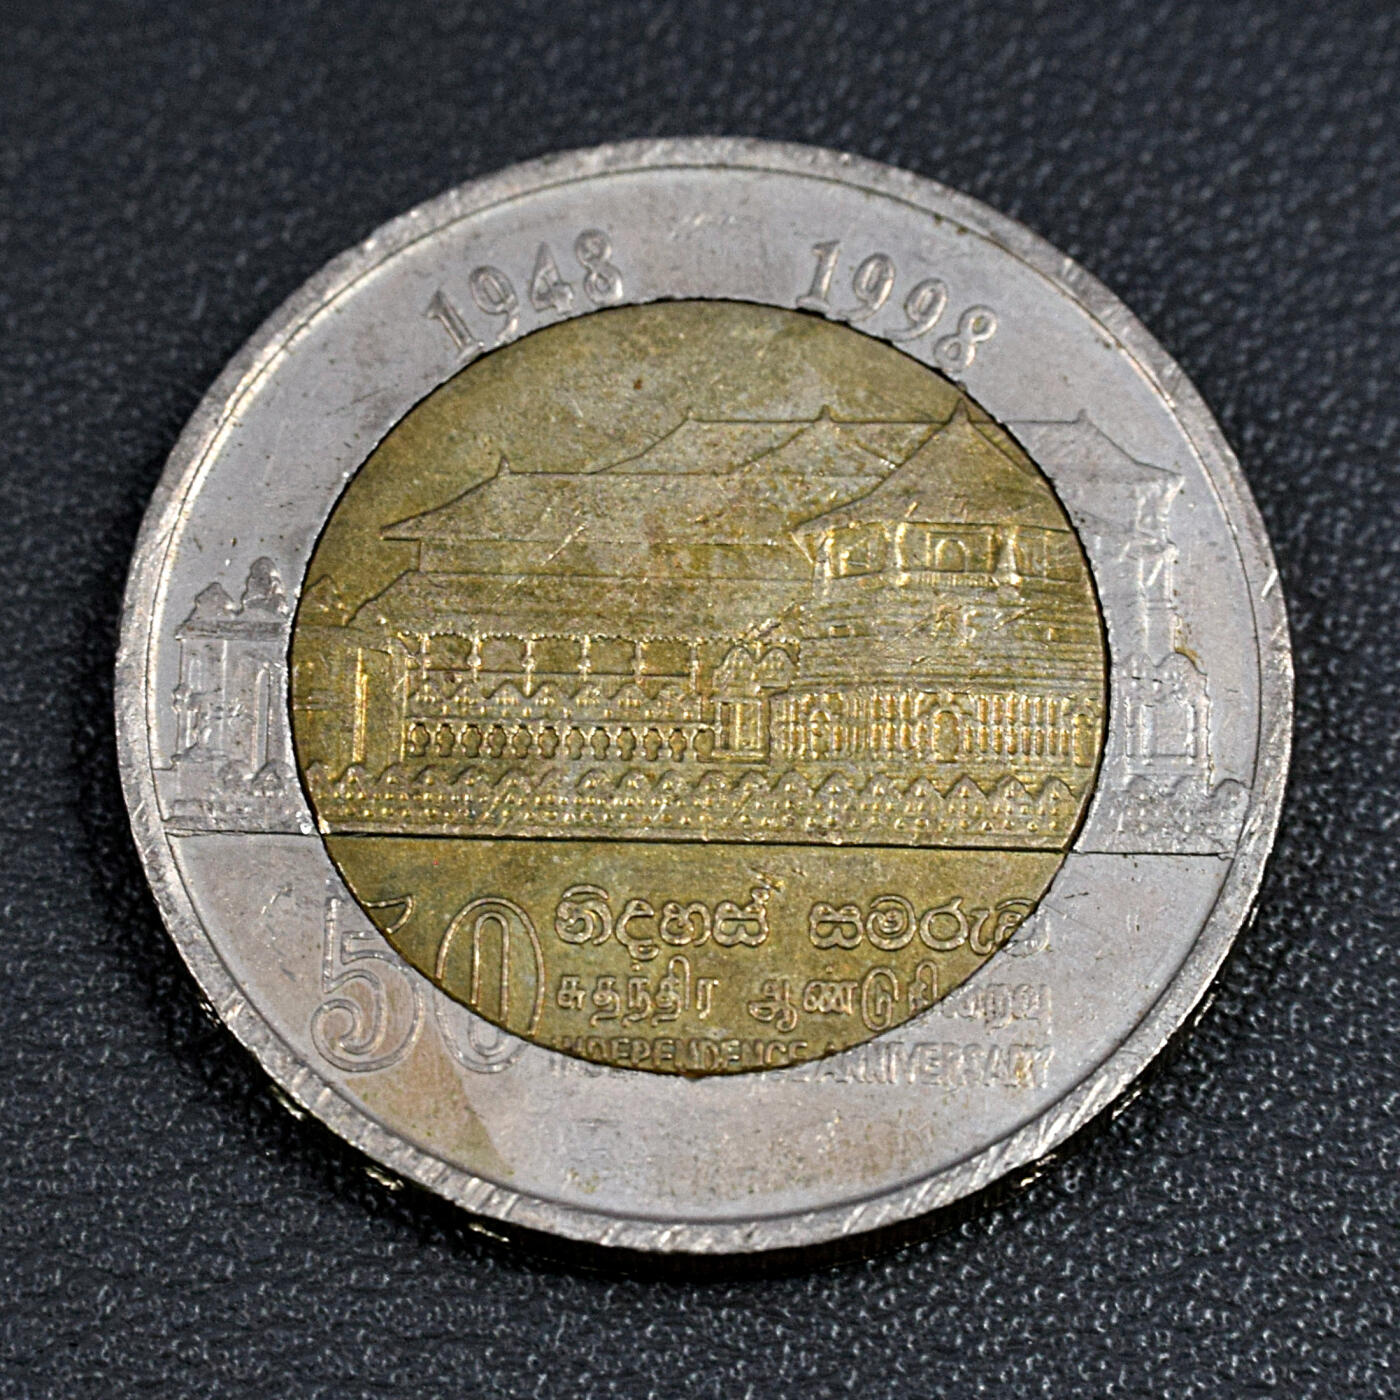 1948 1998
50
නිදහස් සමරුව
சுதந்திர ஆண்டு நிறைவு
INDEPENDENCE ANNIVERSARY